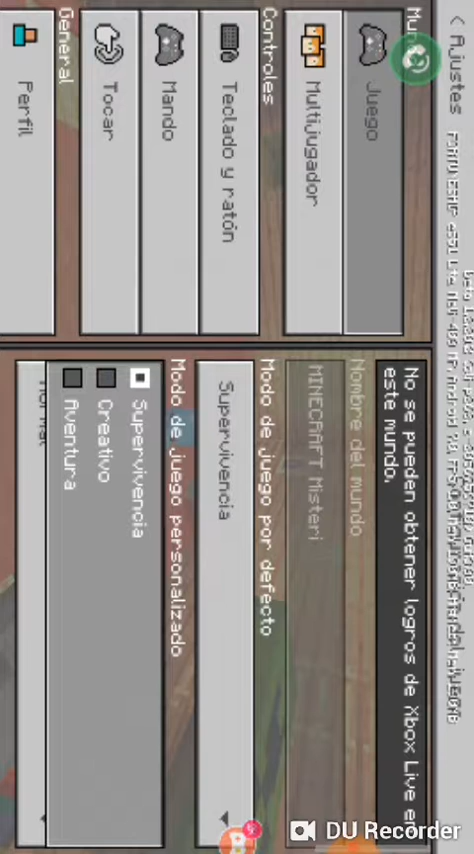 < Ajustes
Juego
Multijugador
Controles
Teclado y ratón
Mando
Tocar
General
Perfil
No se pueden obtener logros de Xbox Live en
este mundo.
Nombre del mundo
MINECRAFT Misteri
Modo de juego por defecto
Supervivencia
Modo de juego personalizado
Supervivencia
Creativo
Aventura
DU Recorder